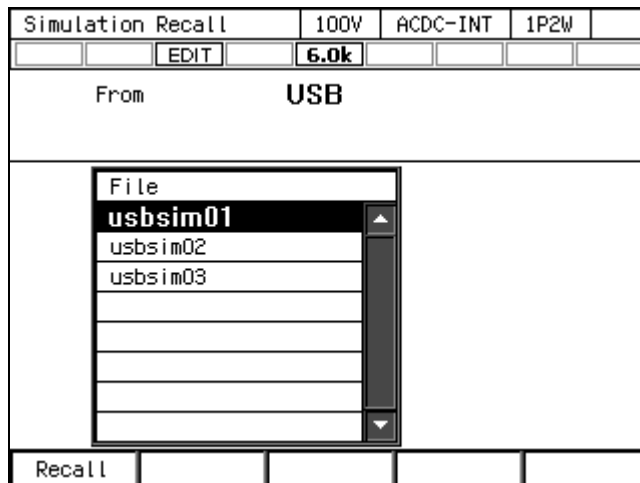 Simulation Recall 100V ACDC-INT 1P2W
EDIT 6.0k
From USB
File
usbsim01
usbsim02
usbsim03
Recall